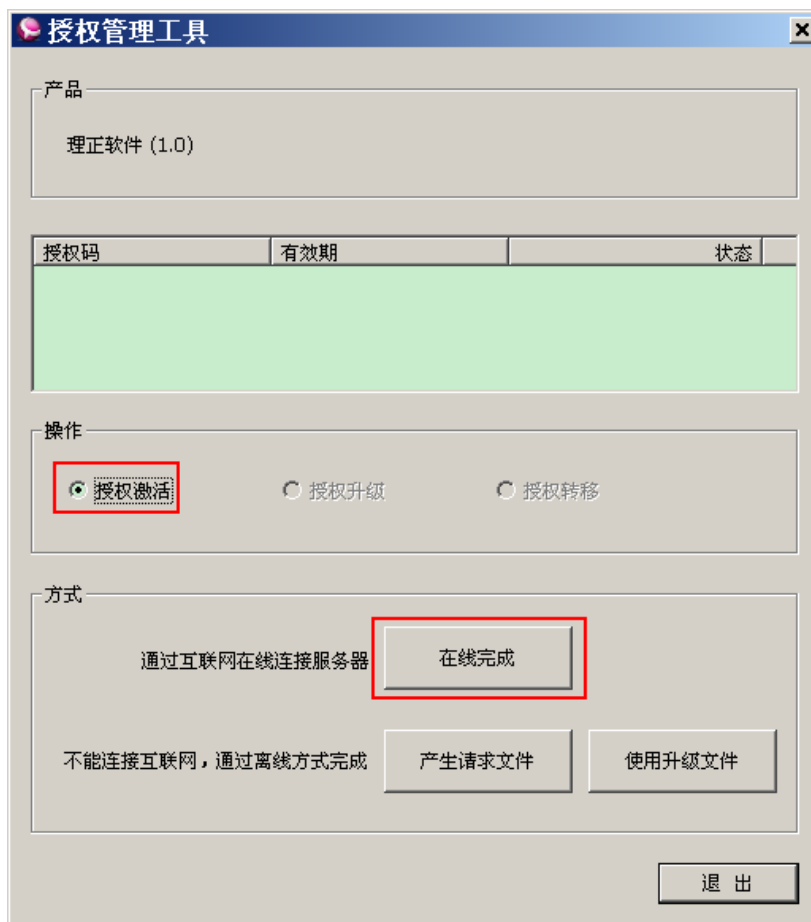 授权管理工具
产品
理正软件 (1.0)
授权码 有效期 状态
操作
授权激活 授权升级 授权转移
方式
通过互联网在线连接服务器 在线完成
不能连接互联网，通过离线方式完成 产生请求文件 使用升级文件
退 出